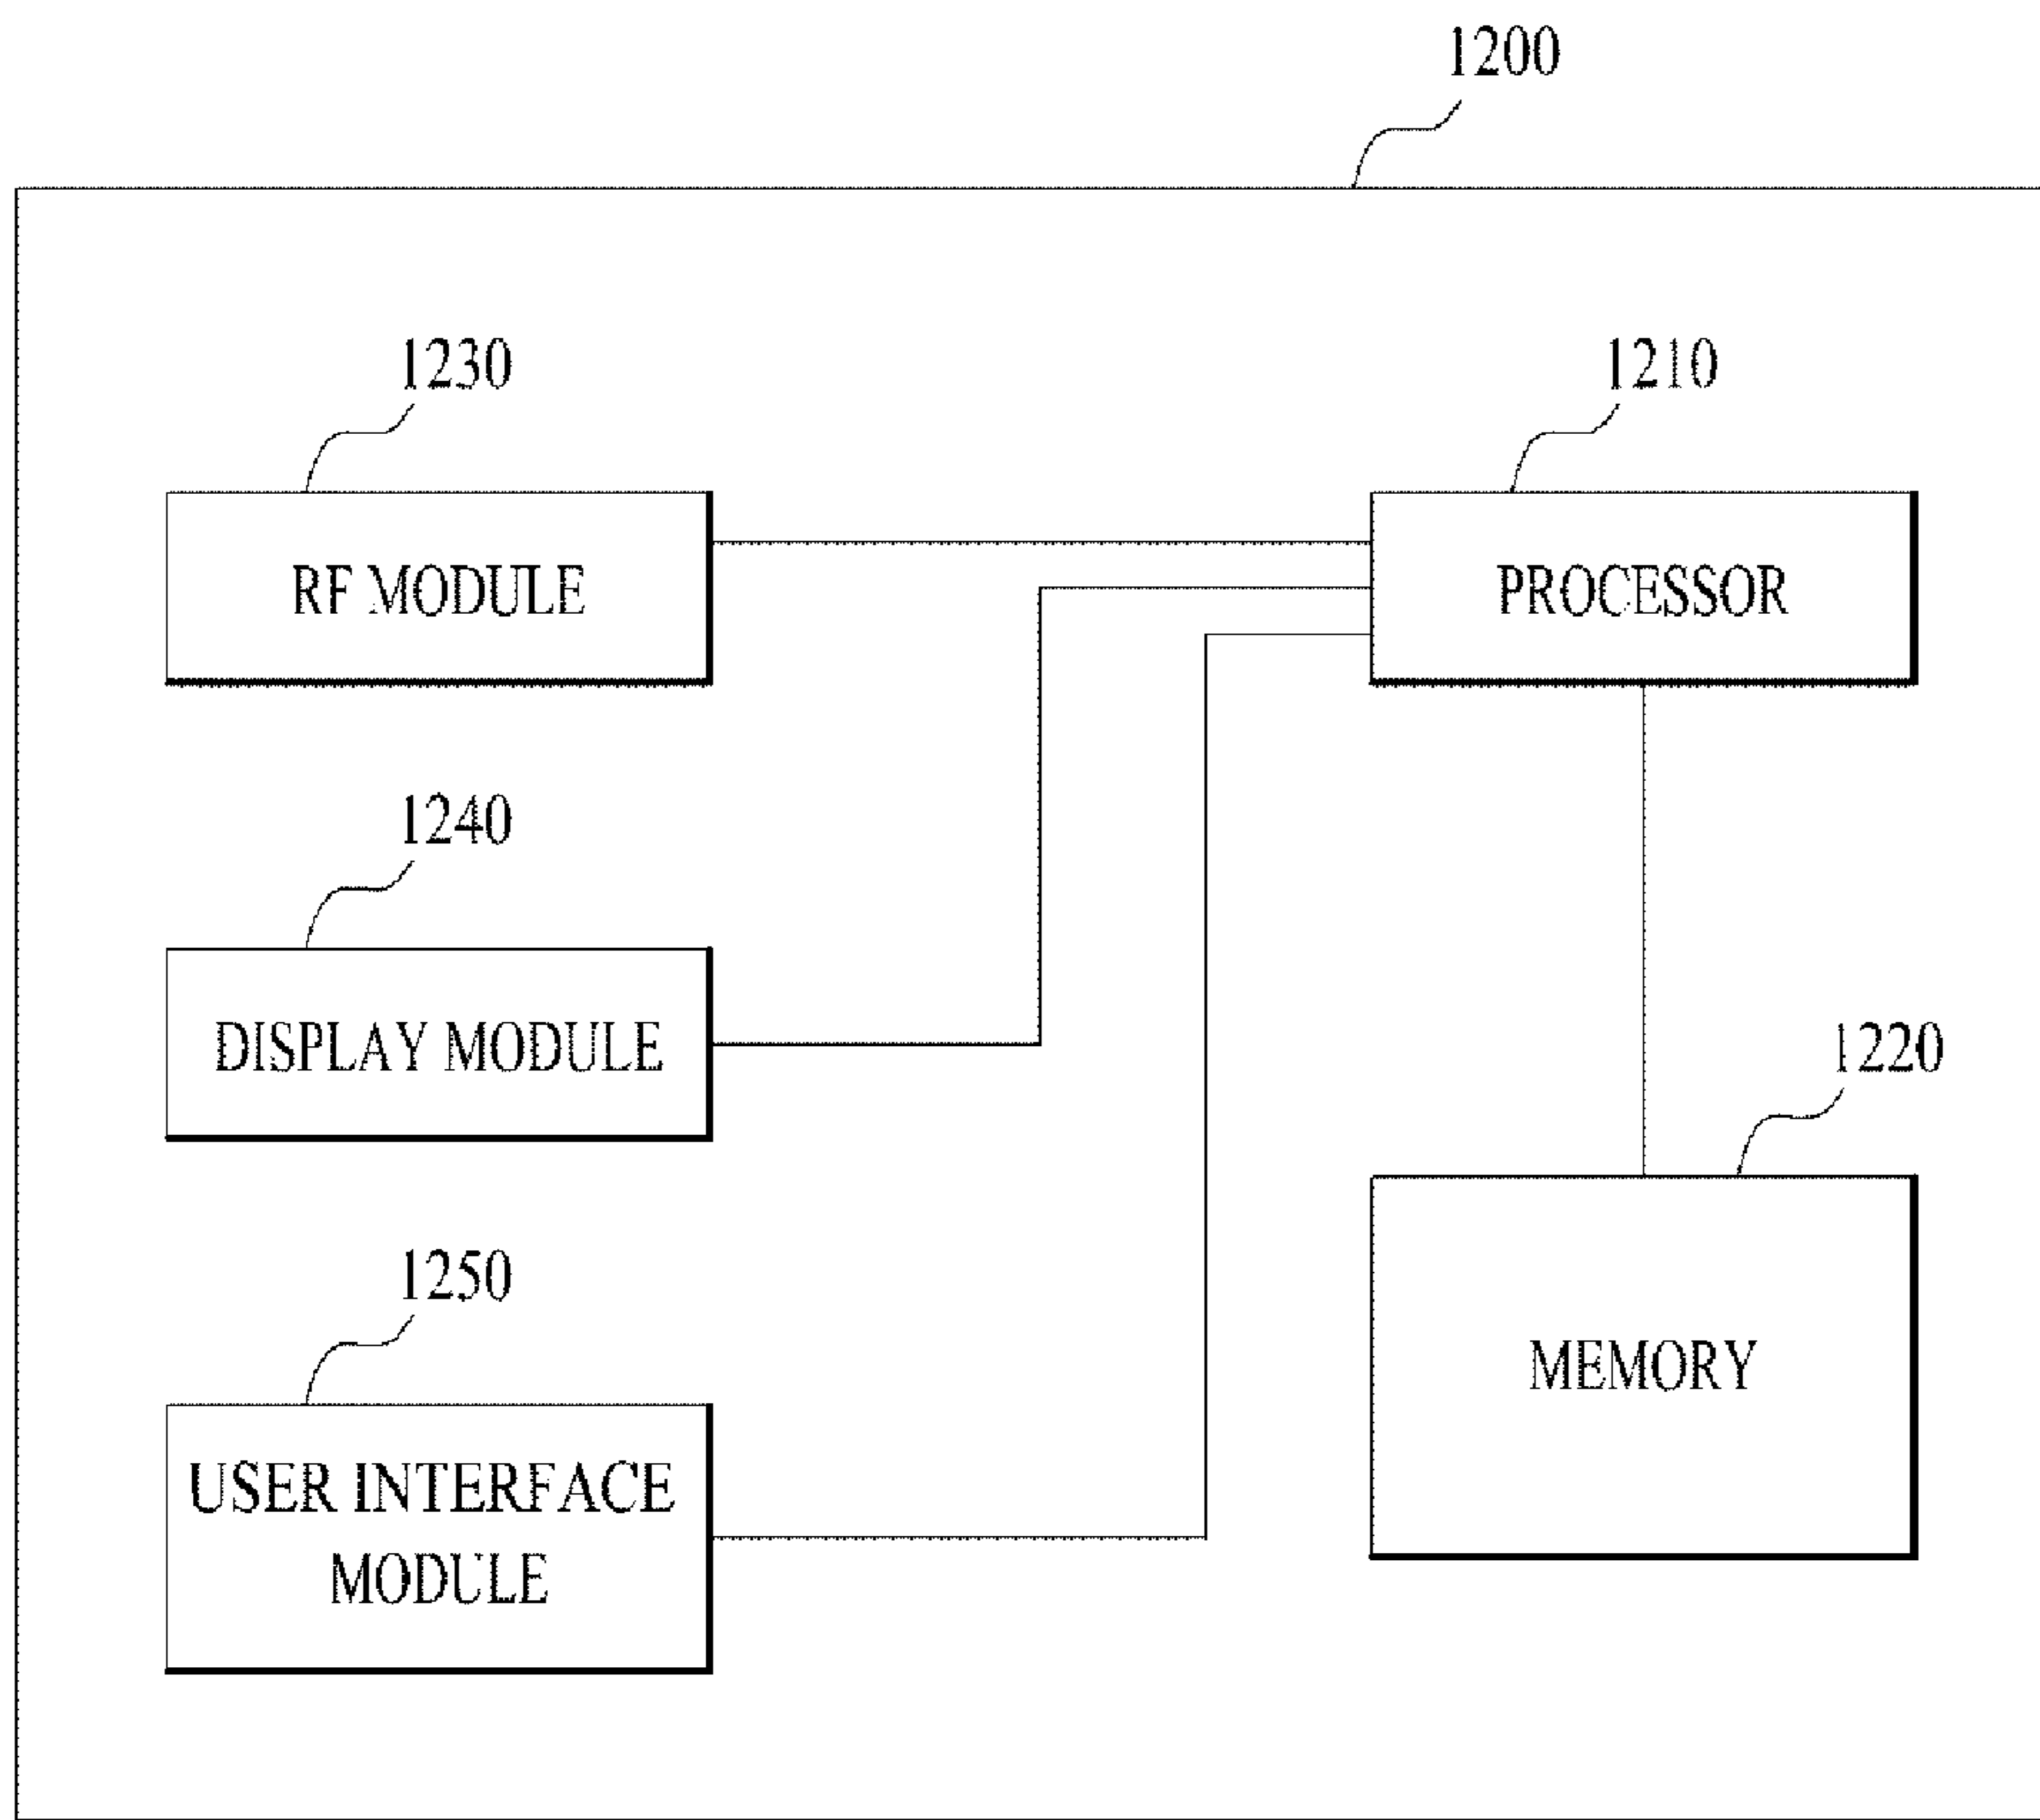 1200
1230
1210
RF MODULE
PROCESSOR
1240
DISPLAY MODULE
1220
1250
MEMORY
USER INTERFACE
MODULE